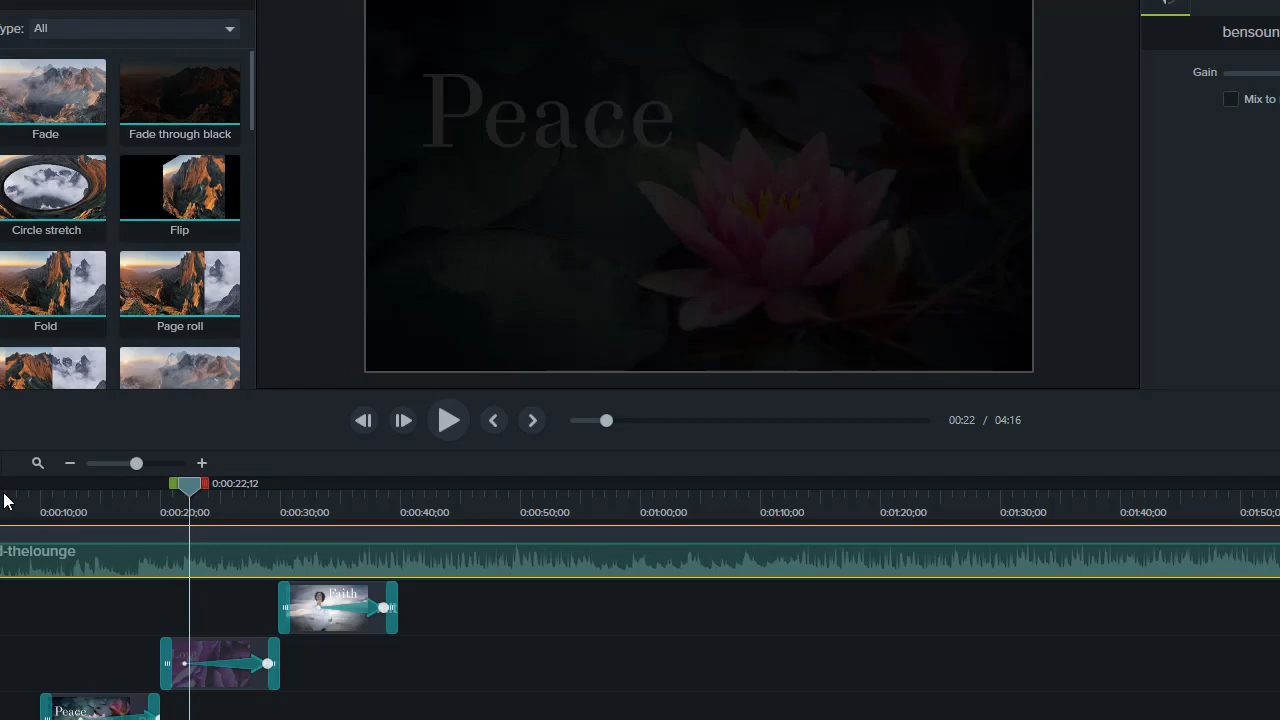 ype: All
bensoun
Peace
Gain
Mix to
Fade
Fade through black
Circle stretch
Flip
Fold
Page roll
00:22 / 04:16
0:00:22;12
0:00:10;00
0:00:20;00
0:00:30;00
0:00:40;00
0:00:50;00
0:01:00;00
0:01:10;00
0:01:20;00
0:01:30;00
0:01:40;00
0:01:50;0
d-thelounge
Faith
Love
Peace